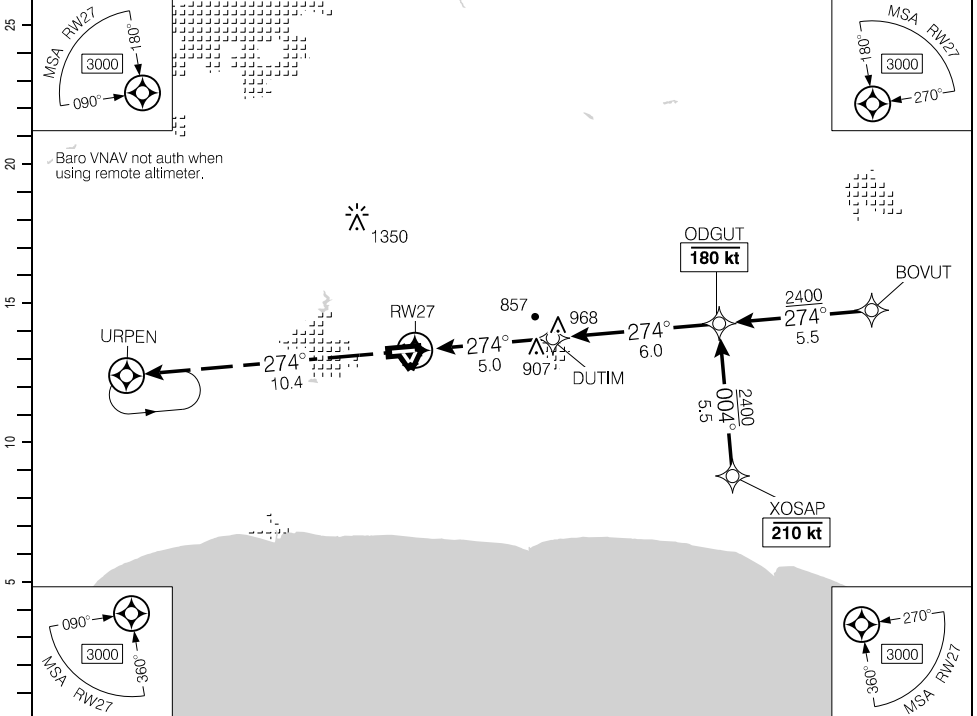 25
20
15
10
5
MSA RW27
180°
3000
090°
MSA RW27
180°
3000
270°
Baro VNAV not auth when
using remote altimeter.
1350
ODGUT
180 kt
BOVUT
2400
274°
5.5
RW27
857
968
907
DUTIM
274°
6.0
274°
5.0
URPEN
274°
10.4
2400
004°
5.5
XOSAP
210 kt
090°
3000
360°
MSA RW27
270°
3000
360°
MSA RW27